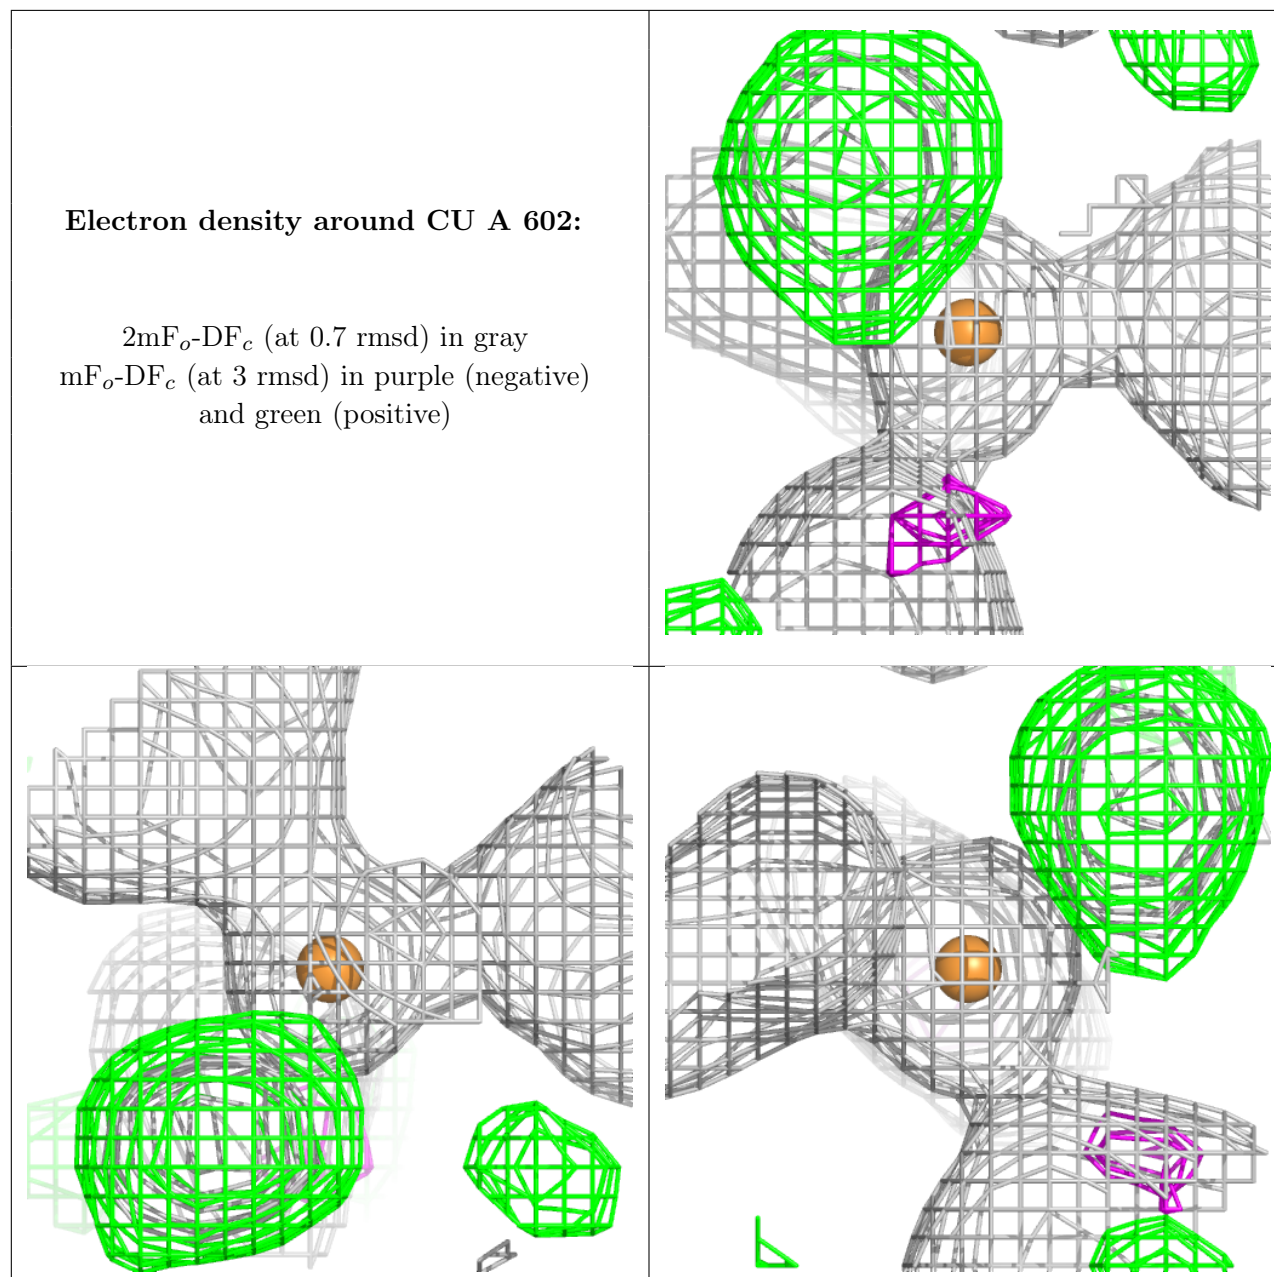 Electron density around CU A 602:
2mFo-DFc (at 0.7 rmsd) in gray
mFo-DFc (at 3 rmsd) in purple (negative)
and green (positive)